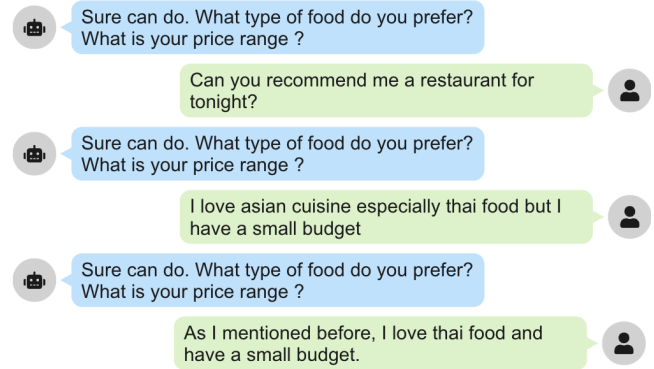 Sure can do. What type of food do you prefer?
What is your price range ?
Can you recommend me a restaurant for
tonight?
Sure can do. What type of food do you prefer?
What is your price range ?
I love asian cuisine especially thai food but I
have a small budget
Sure can do. What type of food do you prefer?
What is your price range ?
As I mentioned before, I love thai food and
have a small budget.